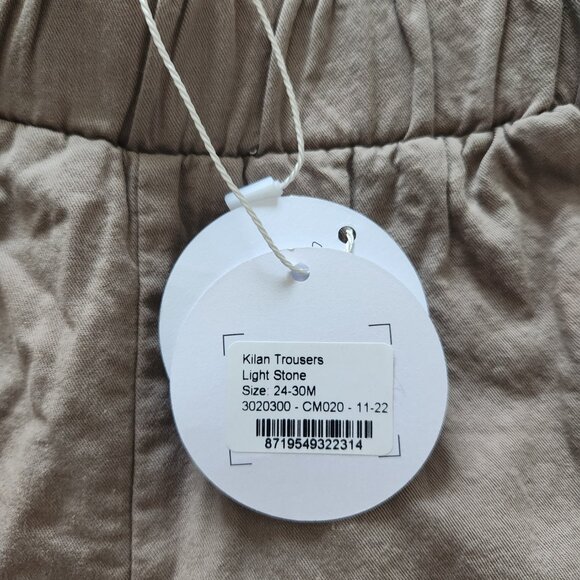 Kilan Trousers
Light Stone
Size: 24-30M
3020300 - CM020 - 11-22
8719549322314